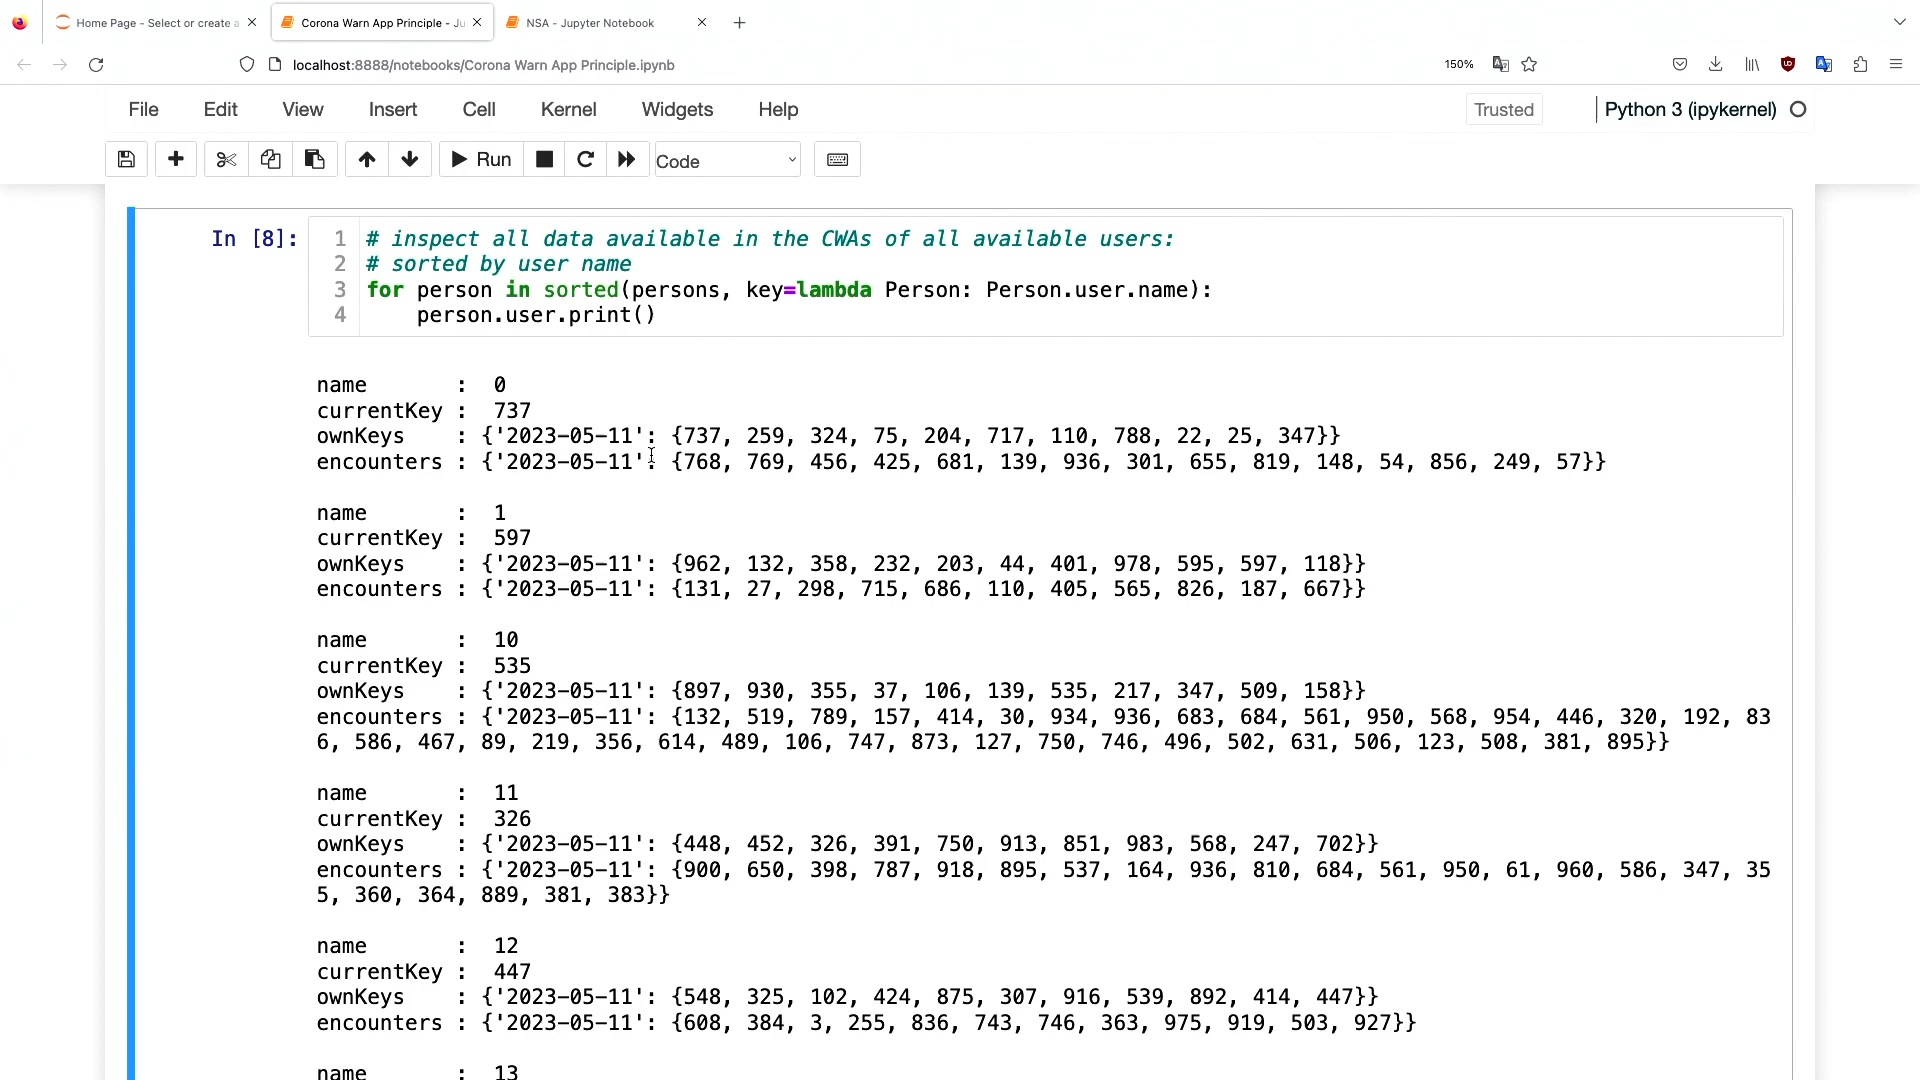 Home Page - Select or create a
Corona Warn App Principle - Ju
NSA - Jupyter Notebook
localhost:8888/notebooks/Corona Warn App Principle.ipynb
150%
File Edit View Insert Cell Kernel Widgets Help
Trusted
Python 3 (ipykernel)
Run
Code
In [8]:
1 # inspect all data available in the CWAs of all available users:
2 # sorted by user name
3 for person in sorted(persons, key=lambda Person: Person.user.name):
4 person.user.print()
name : 0
currentKey : 737
ownKeys : {'2023-05-11': {737, 259, 324, 75, 204, 717, 110, 788, 22, 25, 347}}
encounters : {'2023-05-11': {768, 769, 456, 425, 681, 139, 936, 301, 655, 819, 148, 54, 856, 249, 57}}
name : 1
currentKey : 597
ownKeys : {'2023-05-11': {962, 132, 358, 232, 203, 44, 401, 978, 595, 597, 118}}
encounters : {'2023-05-11': {131, 27, 298, 715, 686, 110, 405, 565, 826, 187, 667}}
name : 10
currentKey : 535
ownKeys : {'2023-05-11': {897, 930, 355, 37, 106, 139, 535, 217, 347, 509, 158}}
encounters : {'2023-05-11': {132, 519, 789, 157, 414, 30, 934, 936, 683, 684, 561, 950, 568, 954, 446, 320, 192, 83
6, 586, 467, 89, 219, 356, 614, 489, 106, 747, 873, 127, 750, 746, 496, 502, 631, 506, 123, 508, 381, 895}}
name : 11
currentKey : 326
ownKeys : {'2023-05-11': {448, 452, 326, 391, 750, 913, 851, 983, 568, 247, 702}}
encounters : {'2023-05-11': {900, 650, 398, 787, 918, 895, 537, 164, 936, 810, 684, 561, 950, 61, 960, 586, 347, 35
5, 360, 364, 889, 381, 383}}
name : 12
currentKey : 447
ownKeys : {'2023-05-11': {548, 325, 102, 424, 875, 307, 916, 539, 892, 414, 447}}
encounters : {'2023-05-11': {608, 384, 3, 255, 836, 743, 746, 363, 975, 919, 503, 927}}
name : 13